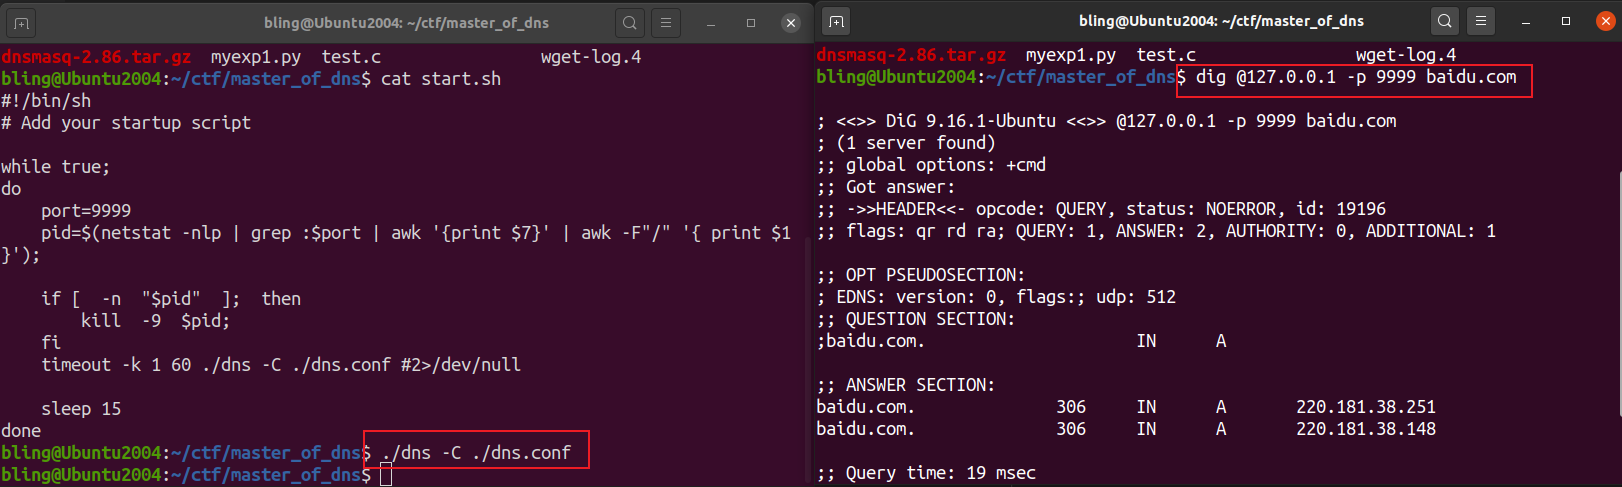 bling@Ubuntu2004: ~/ctf/master_of_dns
dnsmasq-2.86.tar.gz  myexp1.py  test.c                wget-log.4
bling@Ubuntu2004:~/ctf/master_of_dns$ cat start.sh
#!/bin/sh
# Add your startup script
while true;
do
    port=9999
    pid=$(netstat -nlp | grep :$port | awk '{print $7}' | awk -F"/" '{ print $1
}');
    if [  -n  "$pid"  ];  then
        kill  -9  $pid;
    fi
    timeout -k 1 60 ./dns -C ./dns.conf #2>/dev/null
    sleep 15
done
bling@Ubuntu2004:~/ctf/master_of_dns$ ./dns -C ./dns.conf
bling@Ubuntu2004:~/ctf/master_of_dns$
bling@Ubuntu2004: ~/ctf/master_of_dns
dnsmasq-2.86.tar.gz  myexp1.py  test.c                wget-log.4
bling@Ubuntu2004:~/ctf/master_of_dns$ dig @127.0.0.1 -p 9999 baidu.com
; <<>> DiG 9.16.1-Ubuntu <<>> @127.0.0.1 -p 9999 baidu.com
; (1 server found)
;; global options: +cmd
;; Got answer:
;; ->>HEADER<<- opcode: QUERY, status: NOERROR, id: 19196
;; flags: qr rd ra; QUERY: 1, ANSWER: 2, AUTHORITY: 0, ADDITIONAL: 1
;; OPT PSEUDOSECTION:
; EDNS: version: 0, flags:; udp: 512
;; QUESTION SECTION:
;baidu.com.                     IN      A
;; ANSWER SECTION:
baidu.com.              306     IN      A       220.181.38.251
baidu.com.              306     IN      A       220.181.38.148
;; Query time: 19 msec